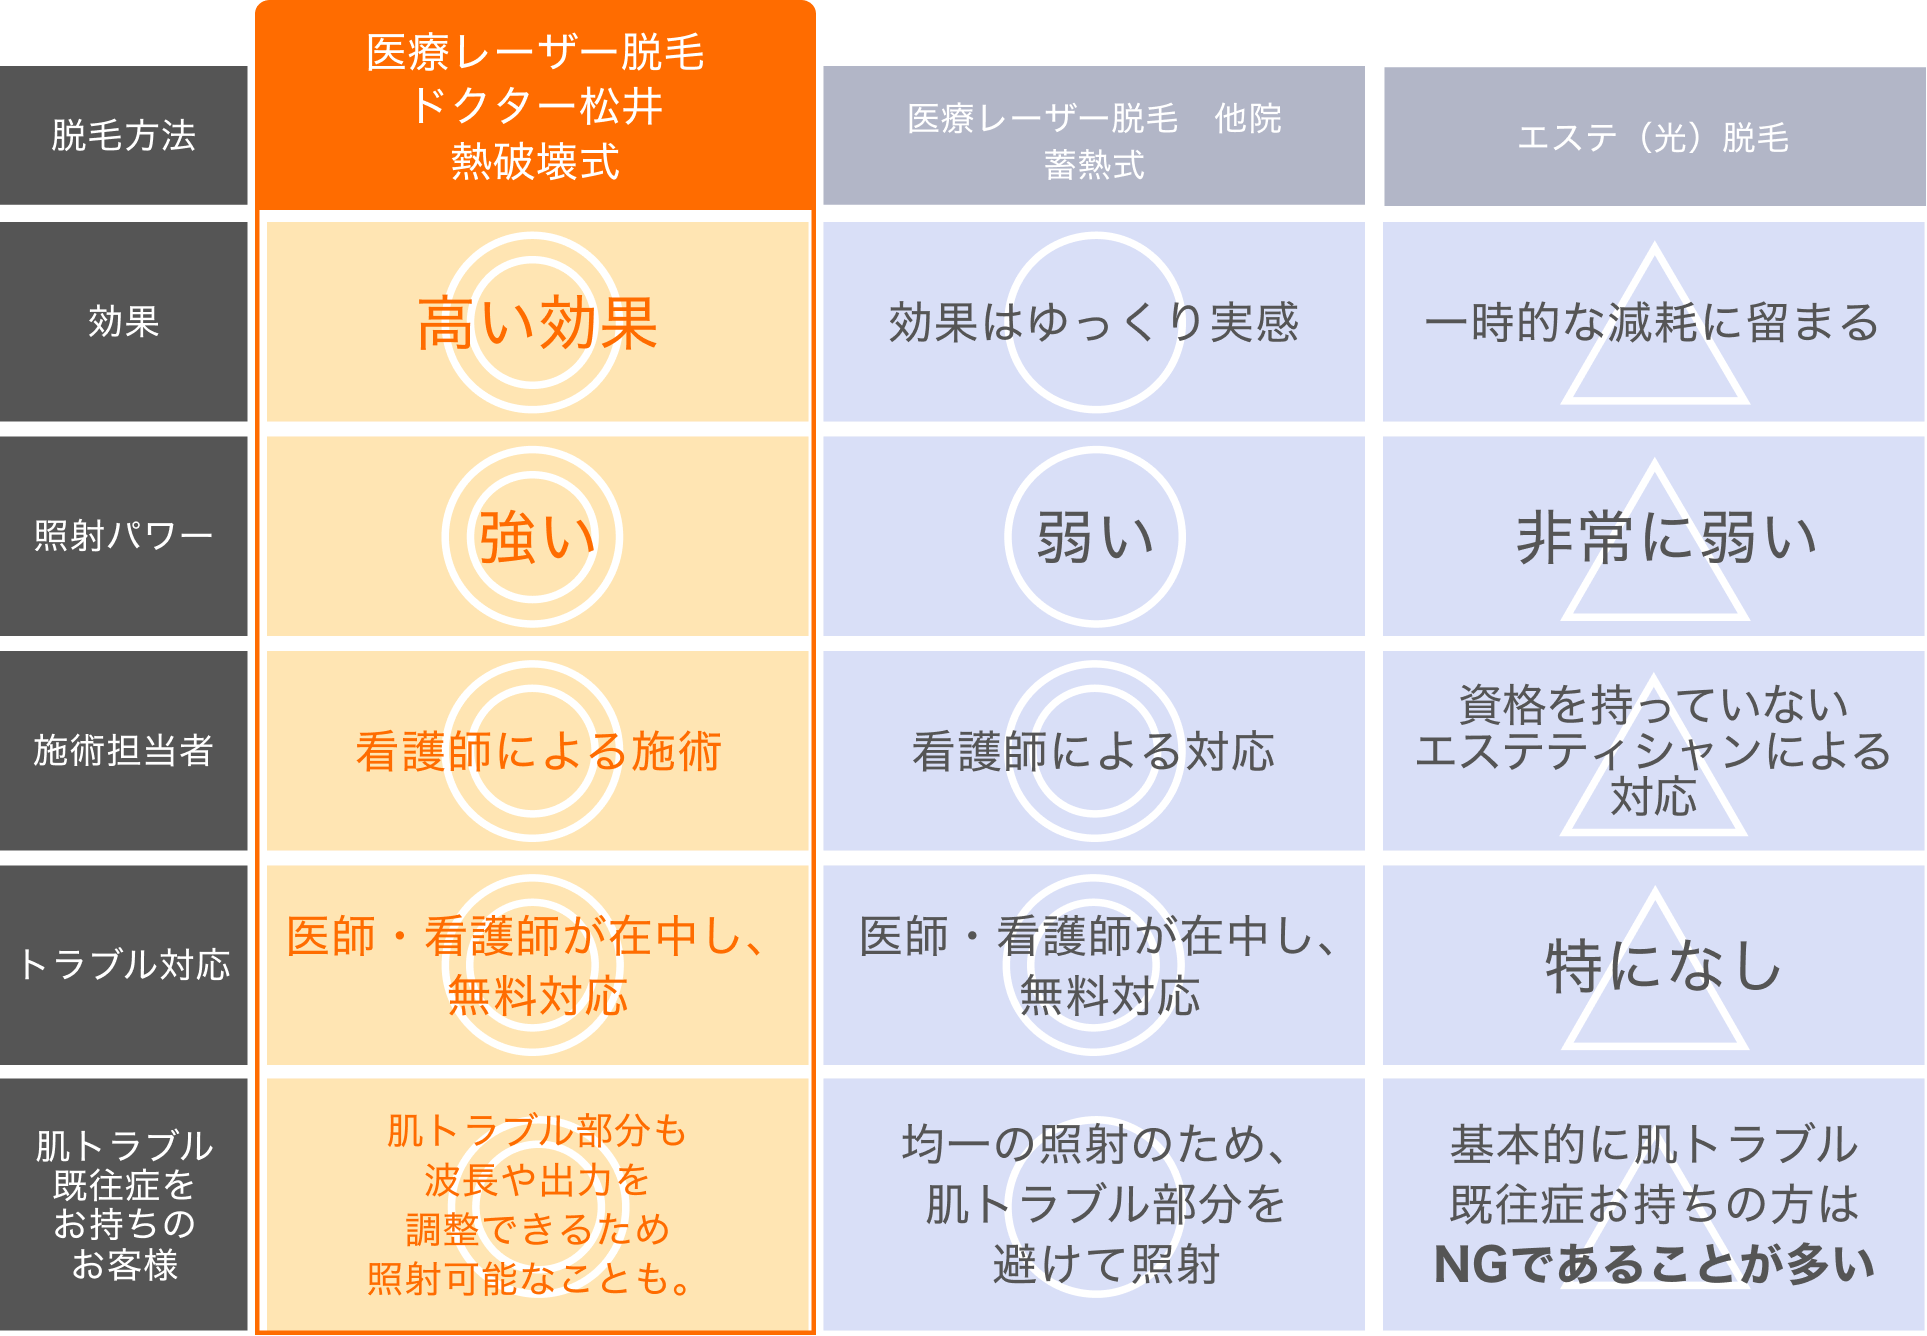 脱毛方法
医療レーザー脱毛
ドクター松井
熱破壊式
医療レーザー脱毛　他院
蓄熱式
エステ（光）脱毛
効果
高い効果
効果はゆっくり実感
一時的な減耗に留まる
照射パワー
強い
弱い
非常に弱い
施術担当者
看護師による施術
看護師による対応
資格を持っていない
エステティシャンによる
対応
トラブル対応
医師・看護師が在中し、
無料対応
医師・看護師が在中し、
無料対応
特になし
肌トラブル
既往症を
お持ちの
お客様
肌トラブル部分も
波長や出力を
調整できるため
照射可能なことも。
均一の照射のため、
肌トラブル部分を
避けて照射
基本的に肌トラブル
既往症お持ちの方は
NGであることが多い